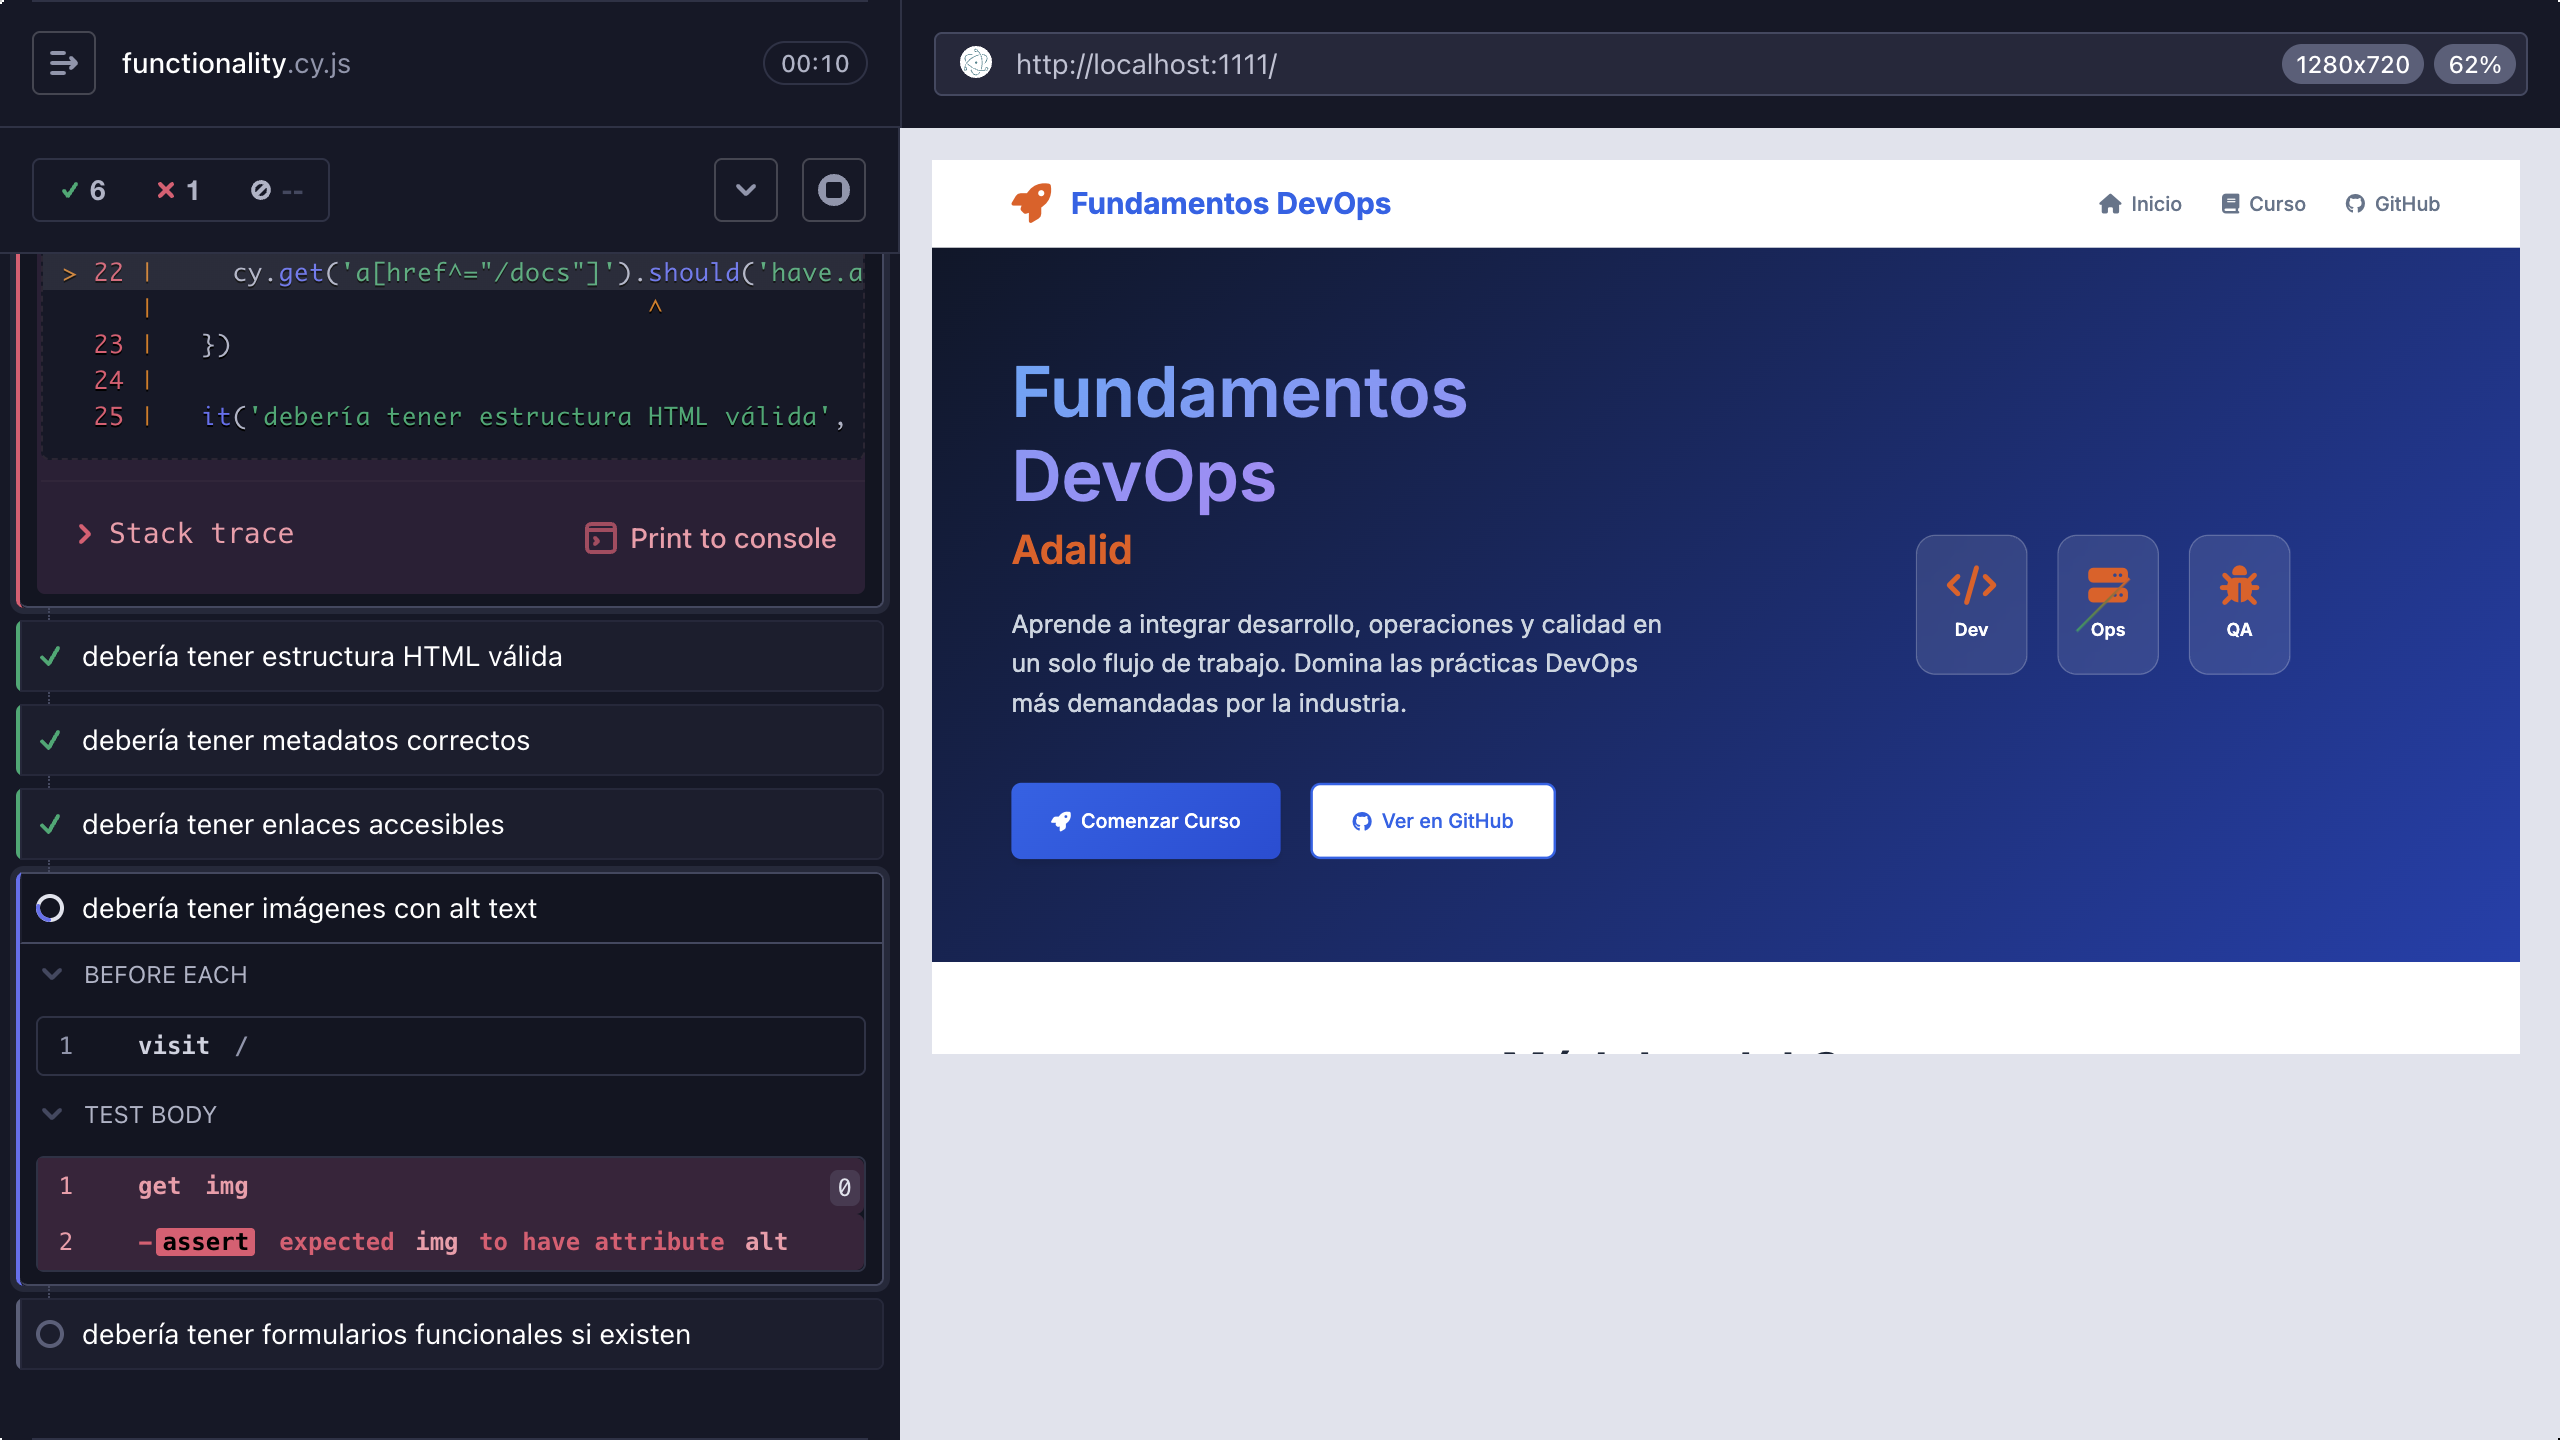 functionality.cy.js
00:10
6
1
--
> 22 | cy.get('a[href^="/docs"]').should('have.a
| ^
23 | })
24 |
25 | it('debería tener estructura HTML válida',
Stack trace
Print to console
debería tener estructura HTML válida
debería tener metadatos correctos
debería tener enlaces accesibles
debería tener imágenes con alt text
BEFORE EACH
1 visit /
TEST BODY
1 get img 0
2 -assert expected img to have attribute alt
debería tener formularios funcionales si existen
http://localhost:1111/
1280x720
62%
Fundamentos DevOps
Inicio
Curso
GitHub
Fundamentos
DevOps
Adalid
Aprende a integrar desarrollo, operaciones y calidad en
un solo flujo de trabajo. Domina las prácticas DevOps
más demandadas por la industria.
Comenzar Curso
Ver en GitHub
Dev
Ops
QA